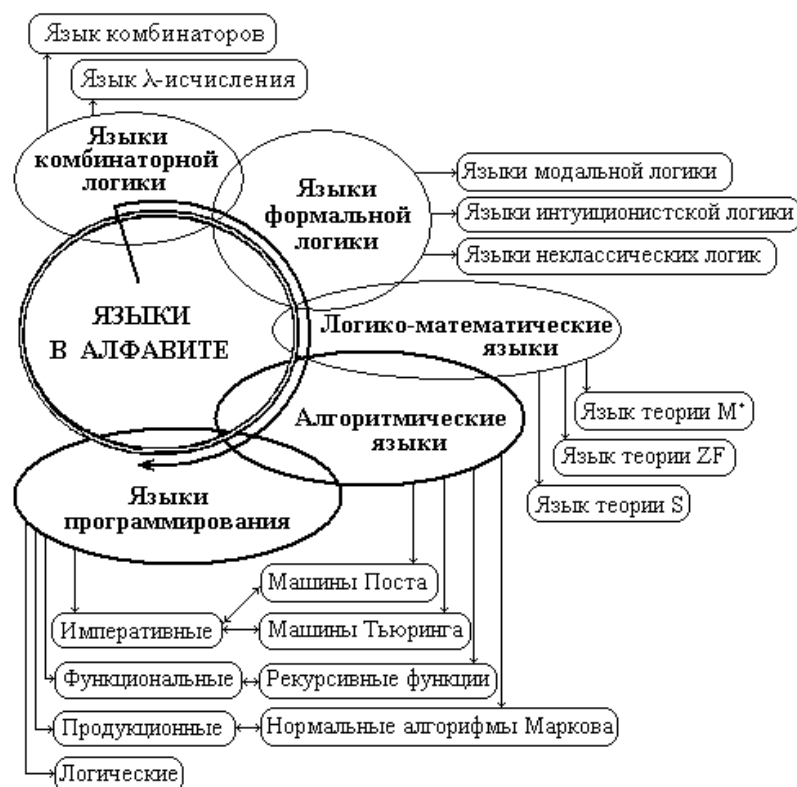 Язык комбинаторов
Язык λ-исчисления
Языки
комбинаторной
логики
Языки
формальной
логики
Языки модальной логики
Языки интуиционистской логики
Языки неклассических логик
ЯЗЫКИ
В АЛФАВИТЕ
Логико-математические
языки
Алгоритмические
языки
Язык теории M*
Язык теории ZF
Язык теории S
Языки
программирования
Машины Поста
Императивные
Машины Тьюринга
Функциональные
Рекурсивные функции
Продукционные
Нормальные алгорифмы Маркова
Логические